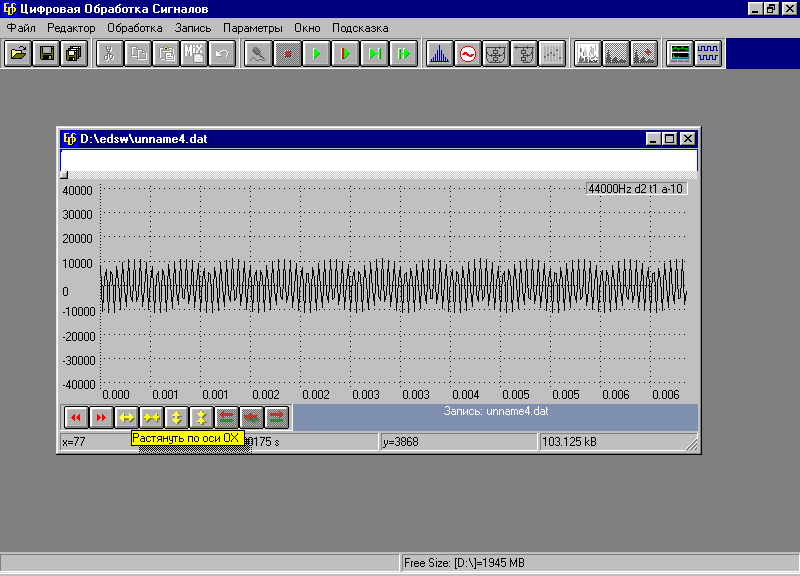 Цифровая Обработка Сигналов
Файл Редактор Обработка Запись Параметры Окно Подсказка
MiX
D:\edsw\unname4.dat
44000Hz d2 t1 a-10
40000
30000
20000
10000
0
-10000
-20000
-30000
-40000
0.000 0.001 0.001 0.002 0.002 0.003 0.003 0.004 0.005 0.005 0.006 0.006
Запись: unname4.dat
Растянуть по оси OX
x=77 0175 s y=3868 103.125 kB
Free Size: [D:\]=1945 MB